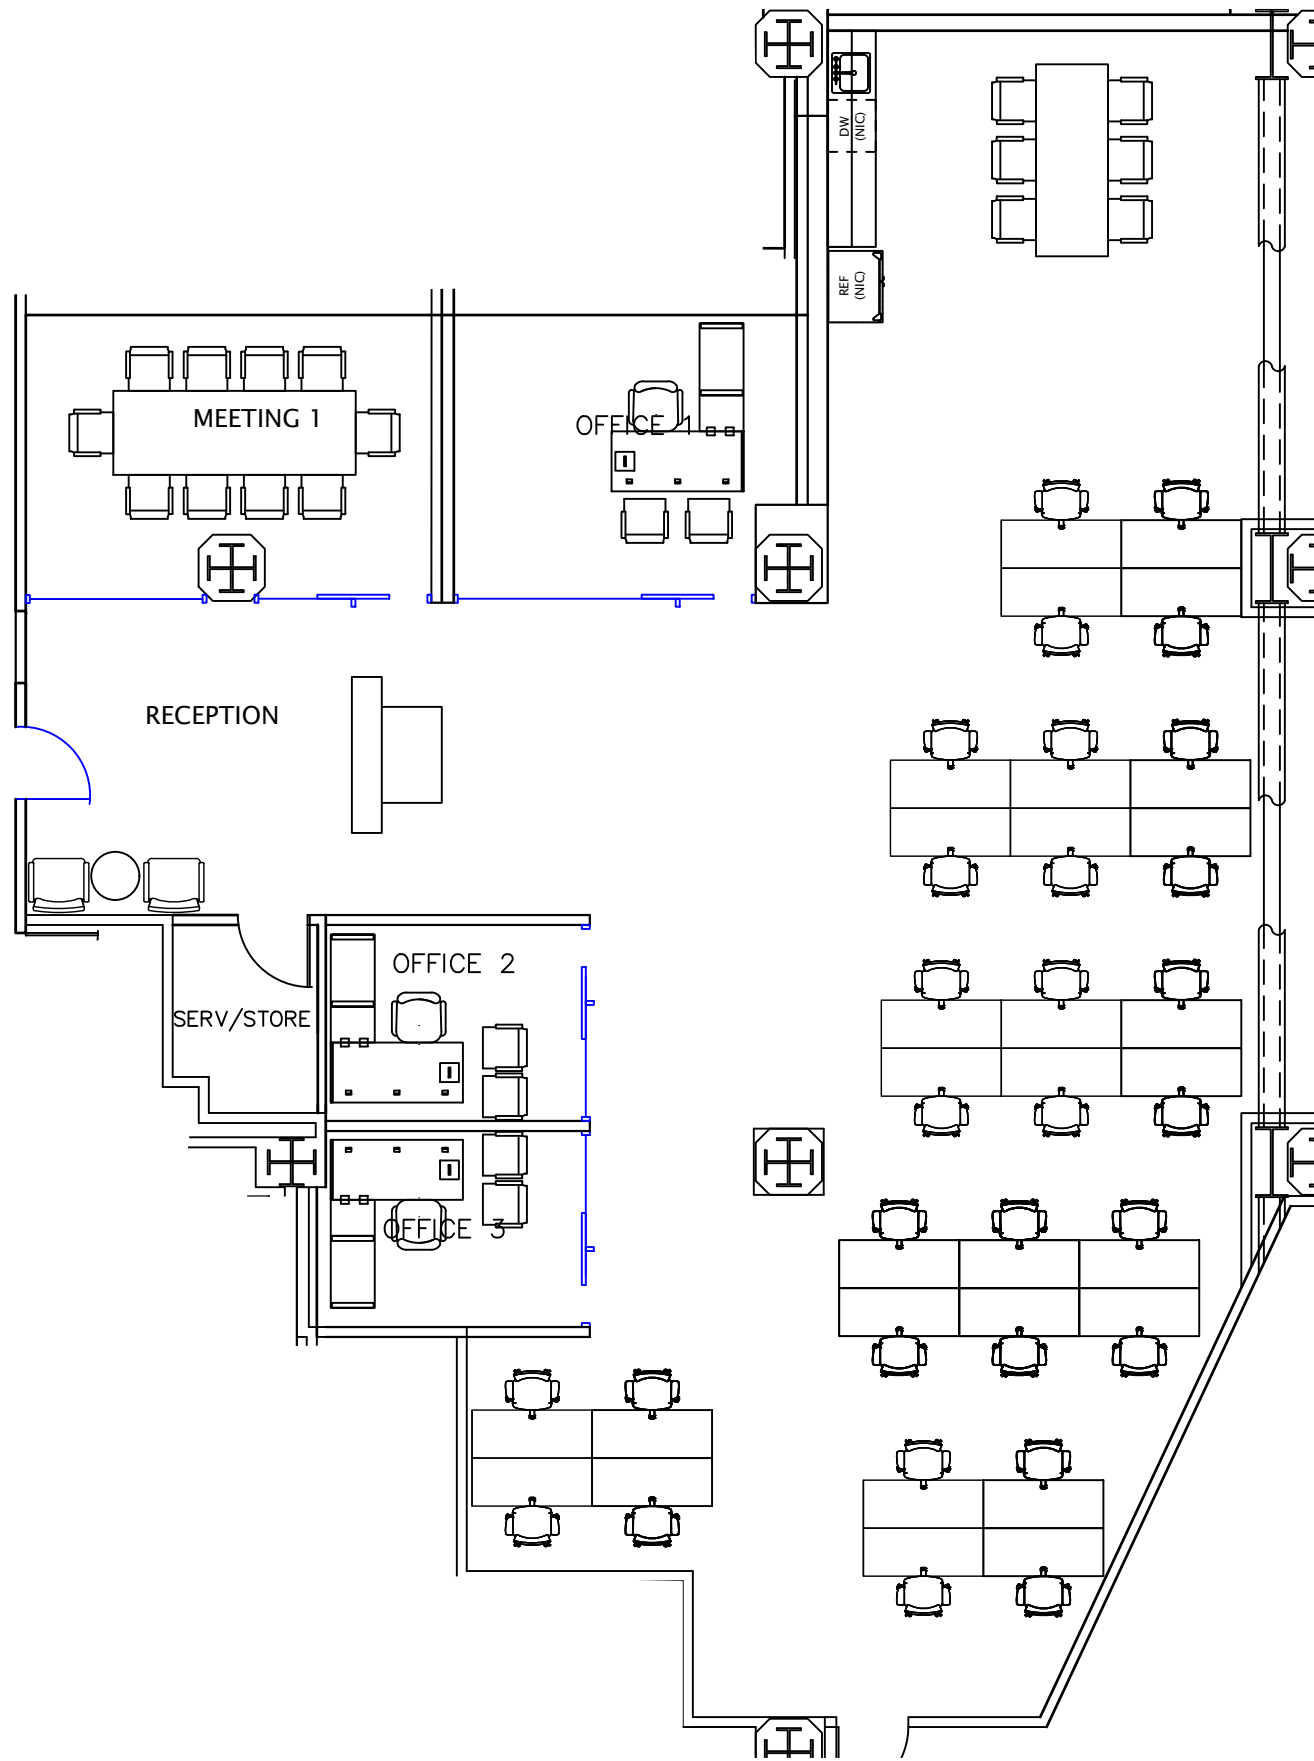 DW
(NIC)
REF
(NIC)
MEETING 1
OFFICE 1
RECEPTION
OFFICE 2
SERV/STORE
OFFICE 3